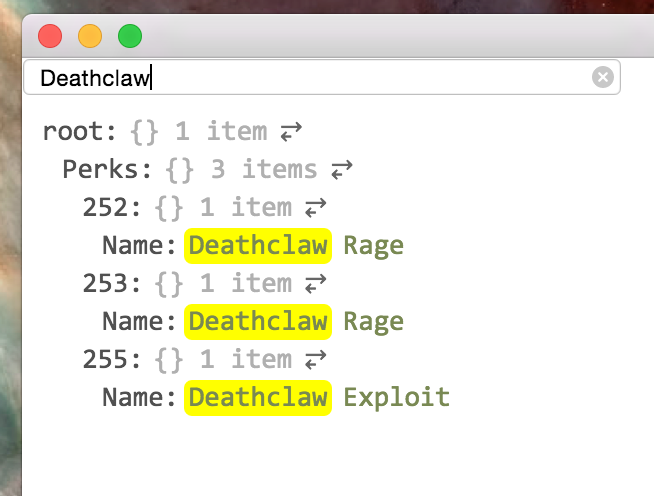 Deathclaw
root: {} 1 item ⇄
Perks: {} 3 items ⇄
252: {} 1 item ⇄
Name: Deathclaw Rage
253: {} 1 item ⇄
Name: Deathclaw Rage
255: {} 1 item ⇄
Name: Deathclaw Exploit